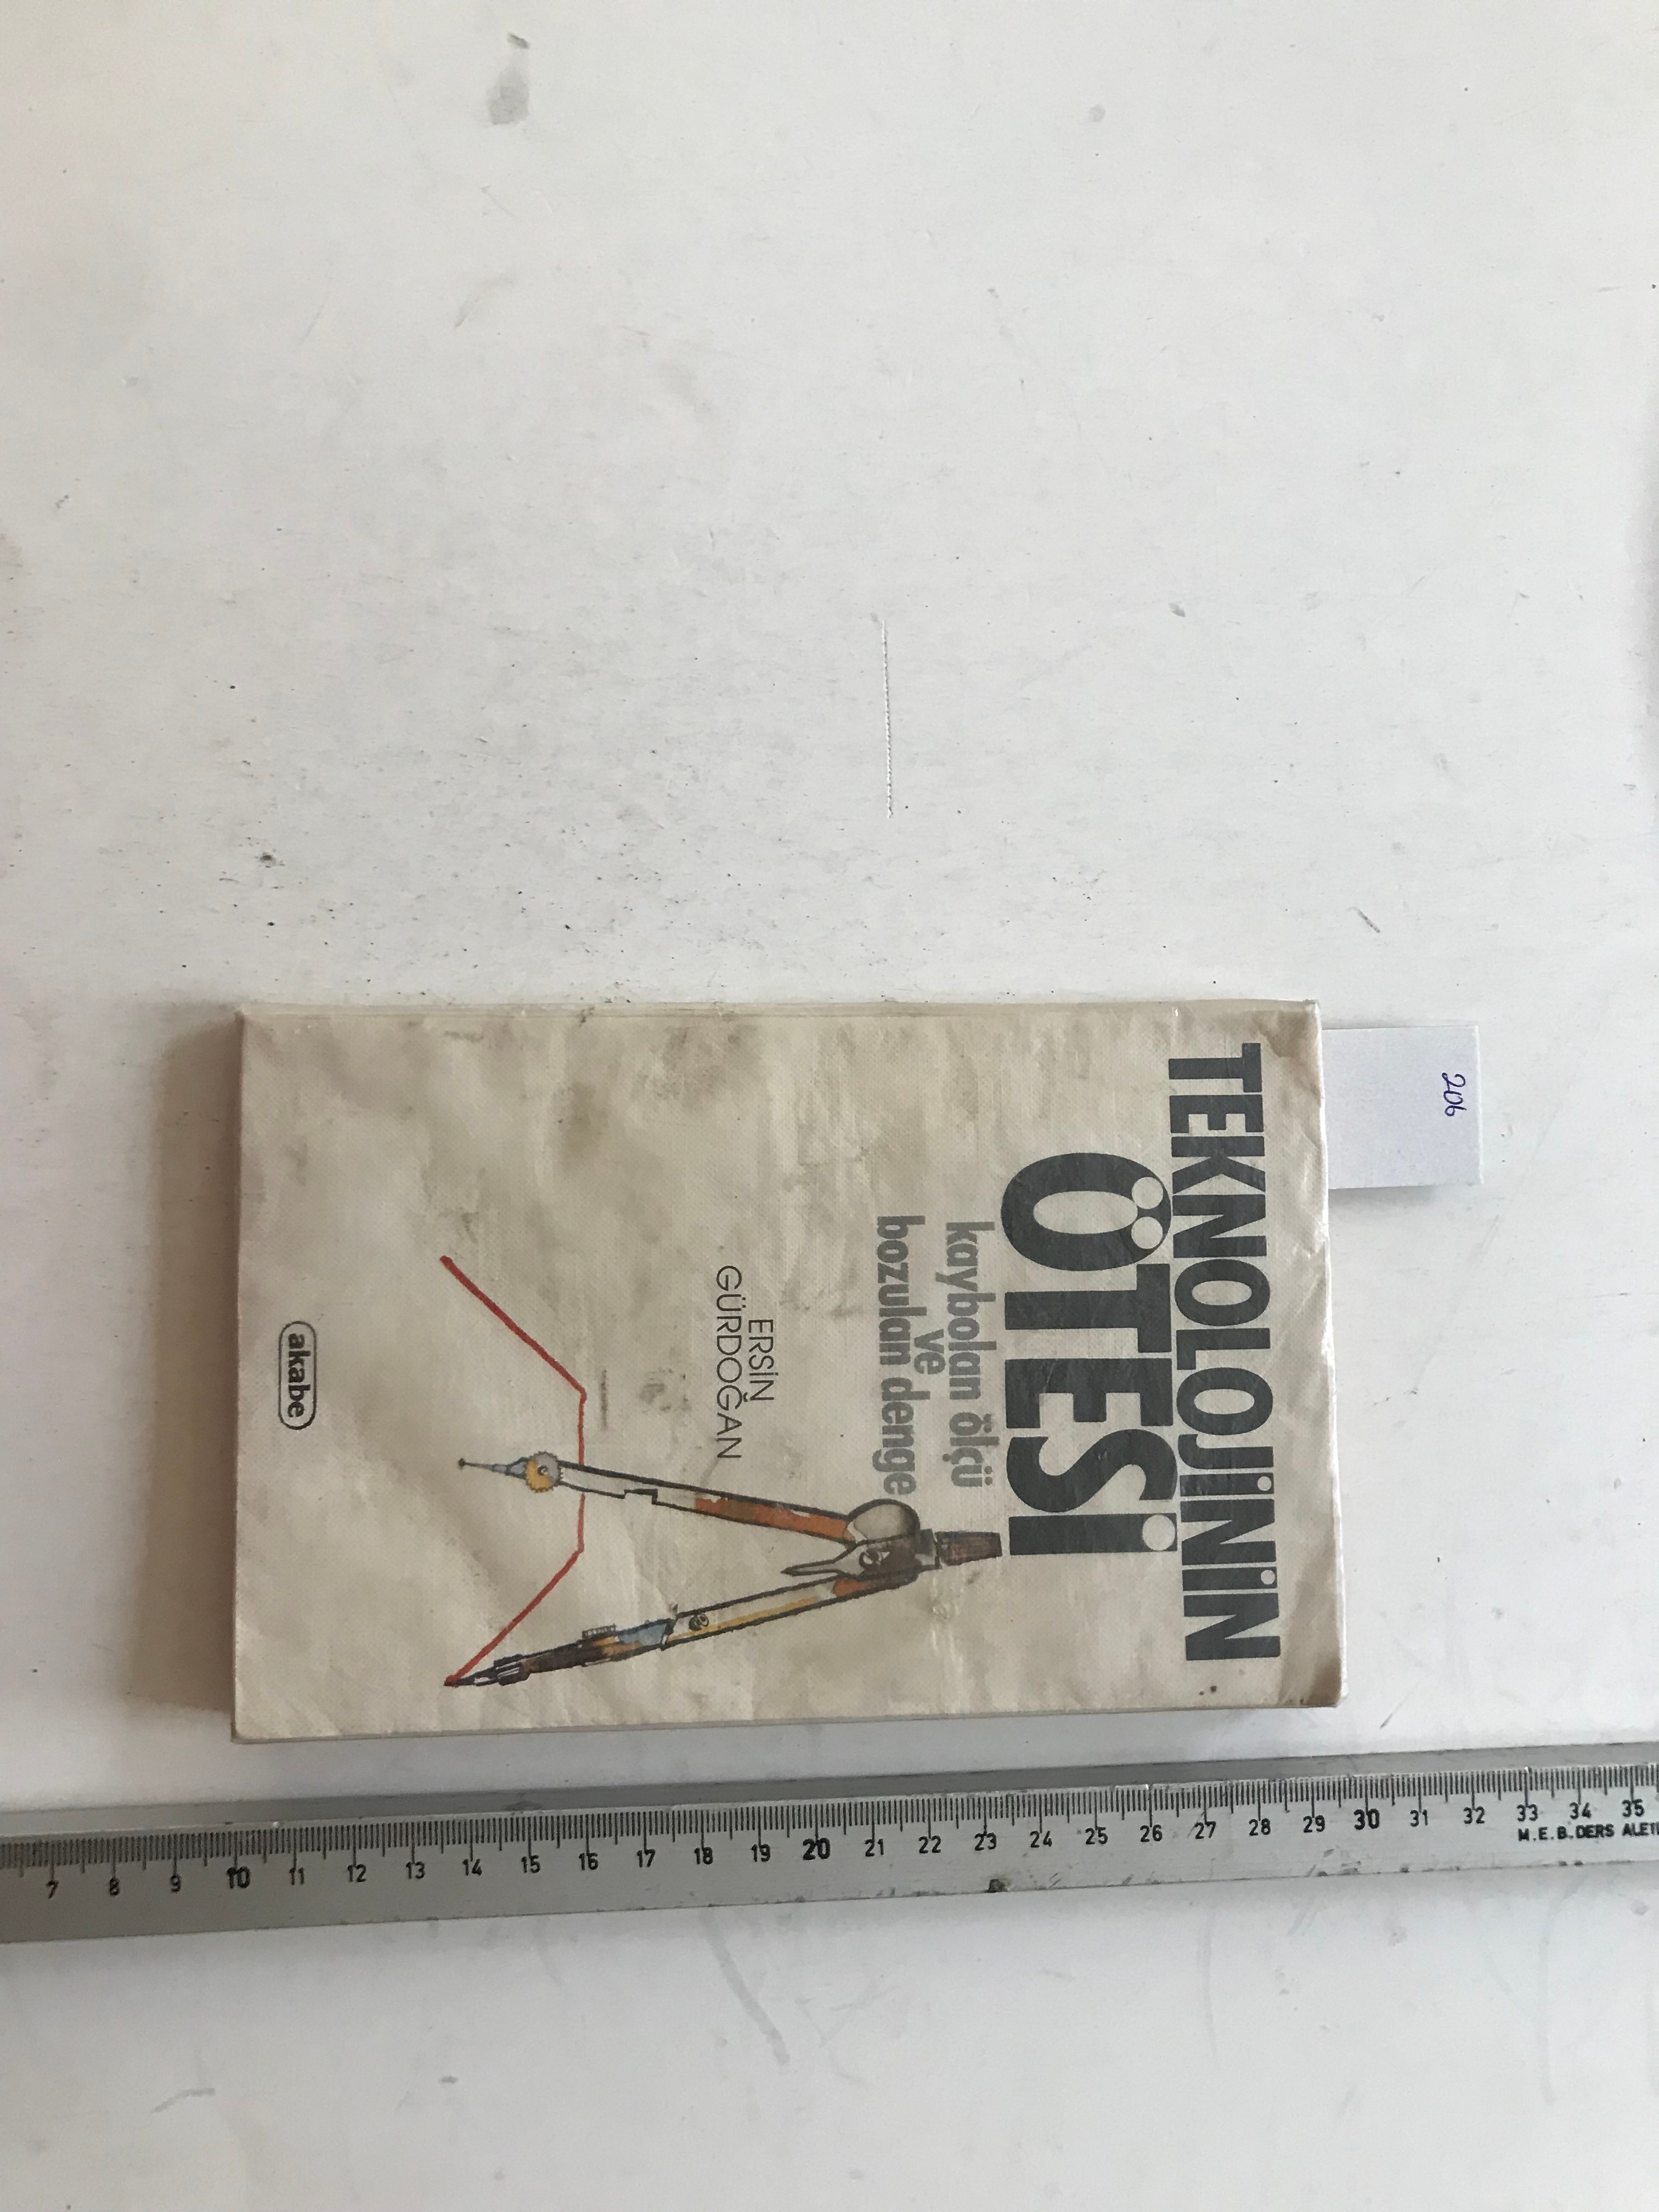 206
TEKNOLOJİNİN
ÖTESİ
kaybolan ölçü
ve
bozulan denge
ERSİN
GÜRDOĞAN
akabe
7 8 9 10 11 12 13 14 15 16 17 18 19 20 21 22 23 24 25 26 27 28 29 30 31 32 33 34 35
M.E.B. DERS ALETL